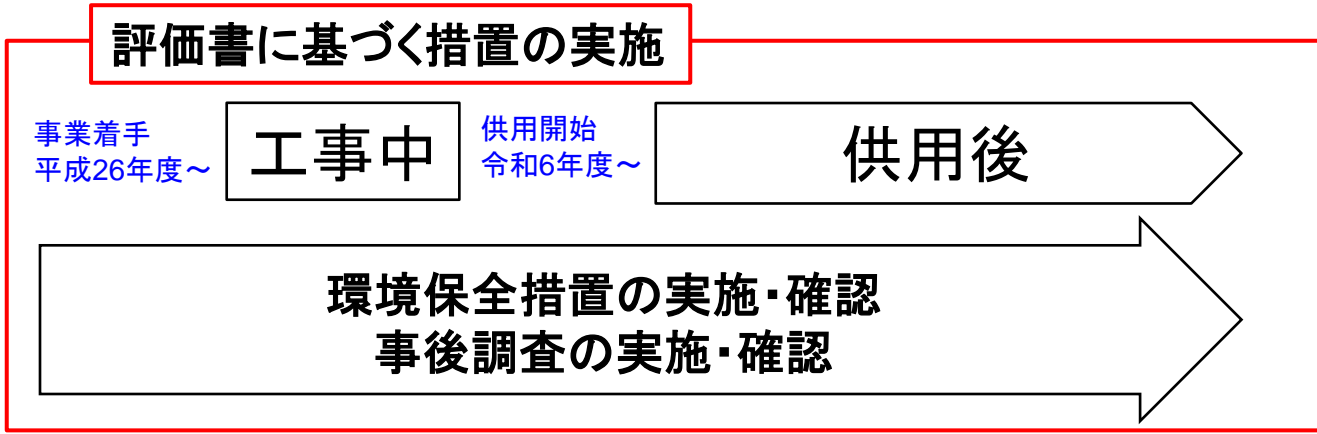 評価書に基づく措置の実施
事業着手
平成26年度～
工事中
供用開始
令和6年度～
供用後
環境保全措置の実施・確認
事後調査の実施・確認